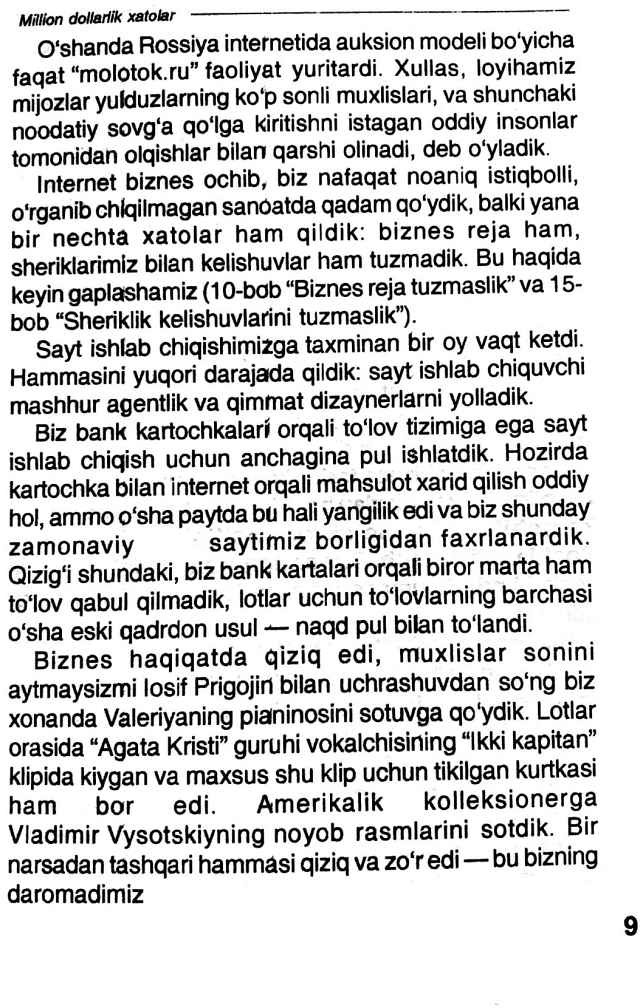 Million dollarlik xatolar
O‘shanda Rossiya internetida auksion modeli bo‘yicha
faqat “molotok.ru” faoliyat yuritardi. Xullas, loyihamiz
mijozlar yulduzlarning ko‘p sonli muxlislari, va shunchaki
noodatiy sovg‘a qo‘lga kiritishni istagan oddiy insonlar
tomonidan olqishlar bilan qarshi olinadi, deb o‘yladik.
Internet biznes ochib, biz nafaqat noaniq istiqbolli,
o‘rganib chiqilmagan sanoatda qadam qo‘ydik, balki yana
bir nechta xatolar ham qildik: biznes reja ham,
sheriklarimiz bilan kelishuvlar ham tuzmadik. Bu haqida
keyin gaplashamiz (10-bob “Biznes reja tuzmaslik” va 15-
bob “Sheriklik kelishuvlarini tuzmaslik”).
Sayt ishlab chiqishimizga taxminan bir oy vaqt ketdi.
Hammasini yuqori darajada qildik: sayt ishlab chiquvchi
mashhur agentlik va qimmat dizaynerlarni yolladik.
Biz bank kartochkalari orqali to‘lov tizimiga ega sayt
ishlab chiqish uchun anchagina pul ishlatdik. Hozirda
kartochka bilan internet orqali mahsulot xarid qilish oddiy
hol, ammo o‘sha paytda bu hali yangilik edi va biz shunday
zamonaviy saytimiz borligidan faxrlanardik.
Qizig‘i shundaki, biz bank kartalari orqali biror marta ham
to‘lov qabul qilmadik, lotlar uchun to‘lovlarning barchasi
o‘sha eski qadrdon usul — naqd pul bilan to‘landi.
Biznes haqiqatda qiziq edi, muxlislar sonini
aytmaysizmi Iosif Prigojin bilan uchrashuvdan so‘ng biz
xonanda Valeriyaning pianinosini sotuvga qo‘ydik. Lotlar
orasida “Agata Kristi” guruhi vokalchisining “Ikki kapitan”
klipida kiygan va maxsus shu klip uchun tikilgan kurtkasi
ham bor edi. Amerikalik kolleksionerga
Vladimir Vysotskiyning noyob rasmlarini sotdik. Bir
narsadan tashqari hammasi qiziq va zo‘r edi — bu bizning
daromadimiz
9